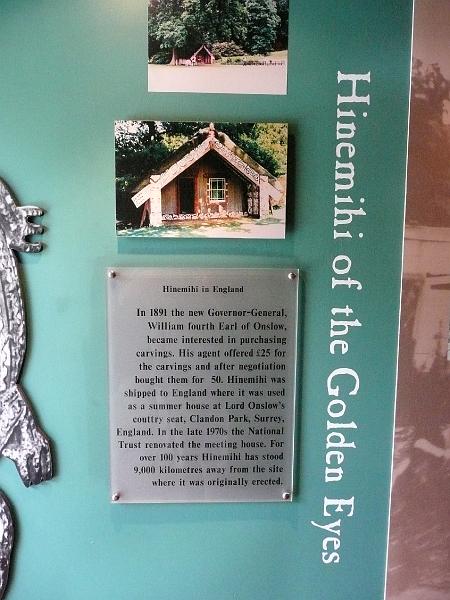 Hinemihi of the Golden Eyes
Hinemihi in England
In 1891 the new Governor-General,
William fourth Earl of Onslow,
became interested in purchasing
carvings. His agent offered £25 for
the carvings and after negotiation
bought them for 50. Hinemihi was
shipped to England where it was used
as a summer house at Lord Onslow's
couttry seat, Clandon Park, Surrey,
England. In the late 1970s the National
Trust renovated the meeting house. For
over 100 years Hinemihi has stood
9,000 kilometres away from the site
where it was originally erected.